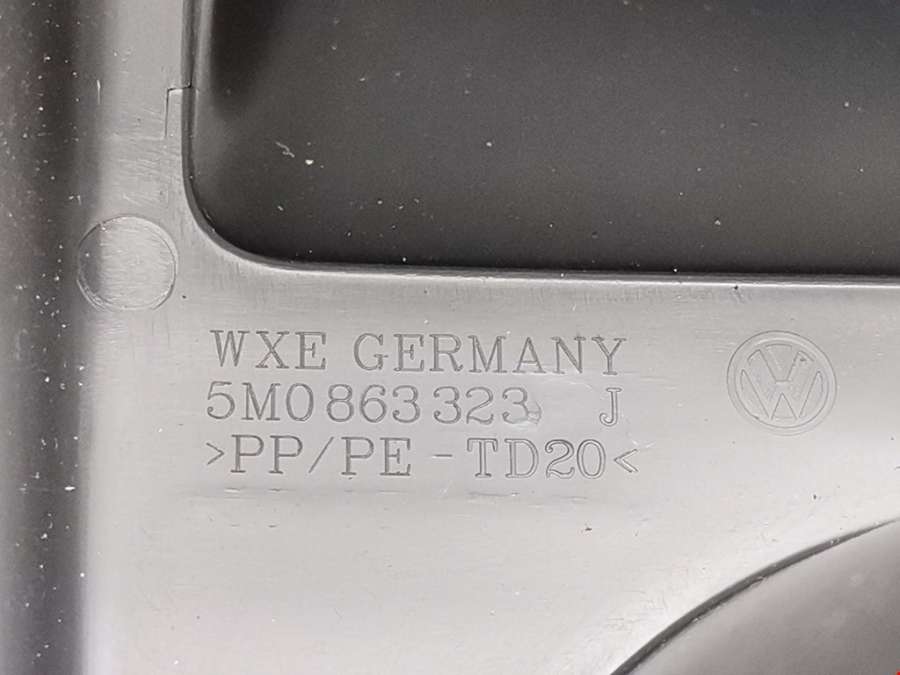 WXE GERMANY
5M0 863 323 J
>PP/PE - TD20<